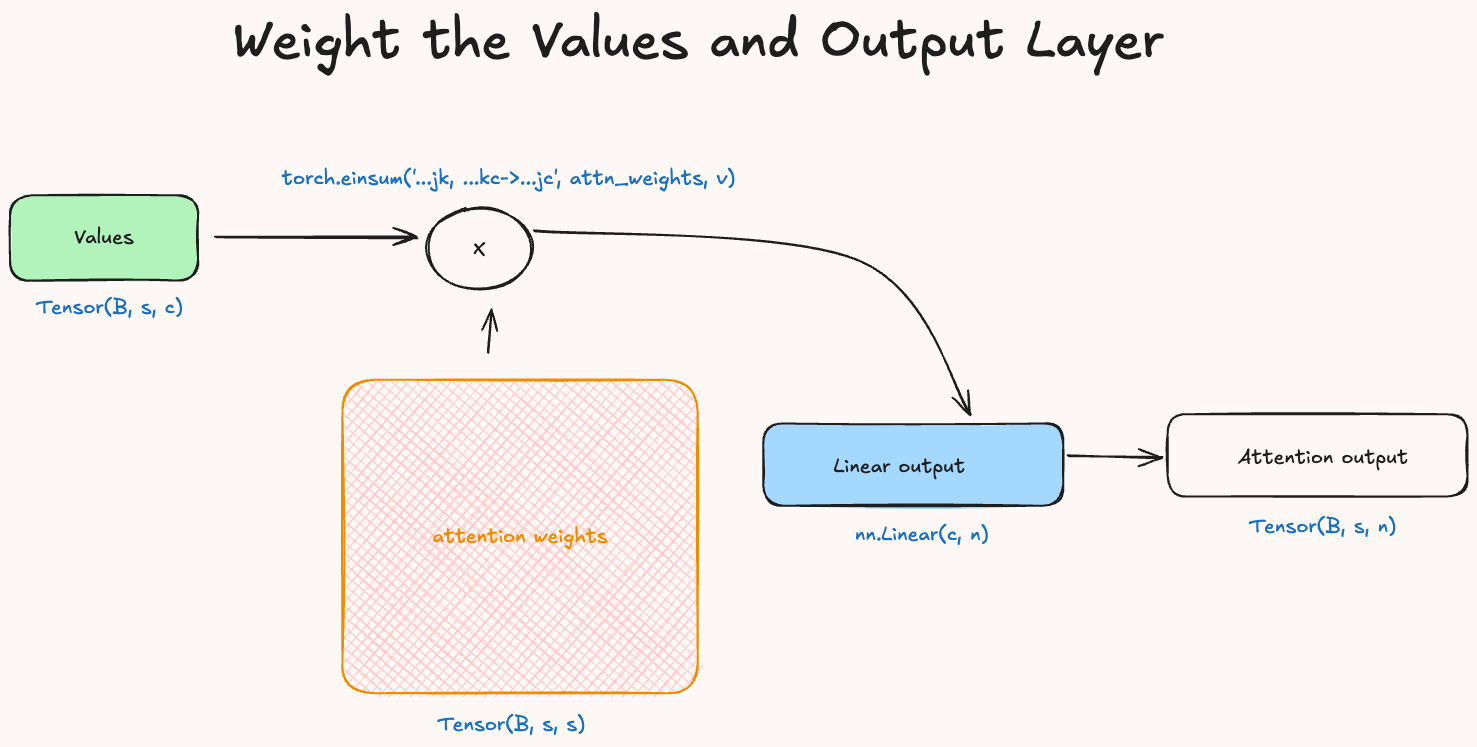 Weight the Values and Output Layer
torch.einsum('...jk, ...kc->...jc', attn_weights, v)
Values
x
Tensor(B, s, c)
Linear output
Attention output
nn.Linear(c, n)
Tensor(B, s, n)
attention weights
Tensor(B, s, s)